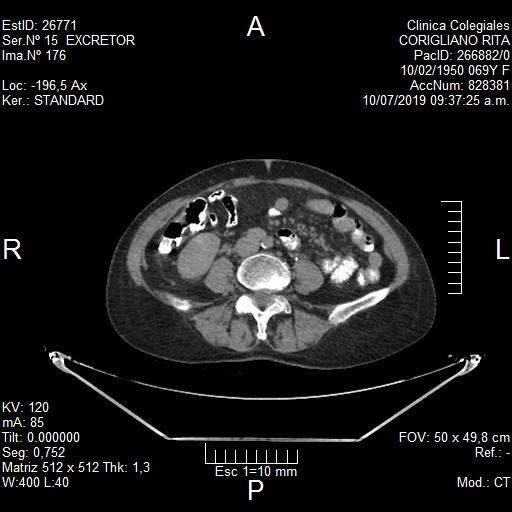 EstID: 26771
Ser.Nº 15 EXCRETOR
Ima.Nº 176
Loc: -196,5 Ax
Ker.: STANDARD
A
Clinica Colegiales
CORIGLIANO RITA
PacID: 266882/0
10/02/1950 069Y F
AccNum: 828381
10/07/2019 09:37:25 a.m.
R
L
KV: 120
mA: 85
Tilt: 0.000000
Seg: 0,752
Matriz 512 x 512 Thk: 1,3
W:400 L:40
Esc 1=10 mm
P
FOV: 50 x 49,8 cm
Ref.: -
Mod.: CT